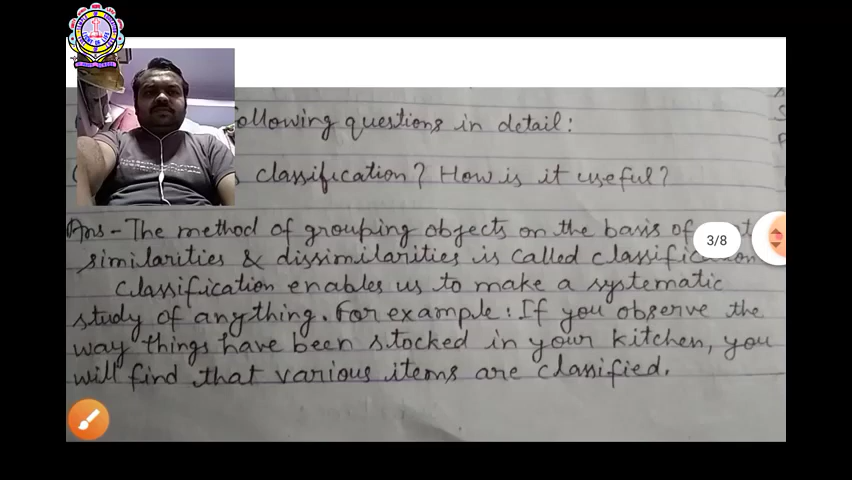 ollowing questions in detail:
classification? How is it useful?
Ans - The method of grouping objects on the basis of
3/8
similarities & dissimilarities is called classification
Classification enables us to make a systematic
study of anything. For example: If you observe the
way things have been stocked in your kitchen, you
will find that various items are classified.